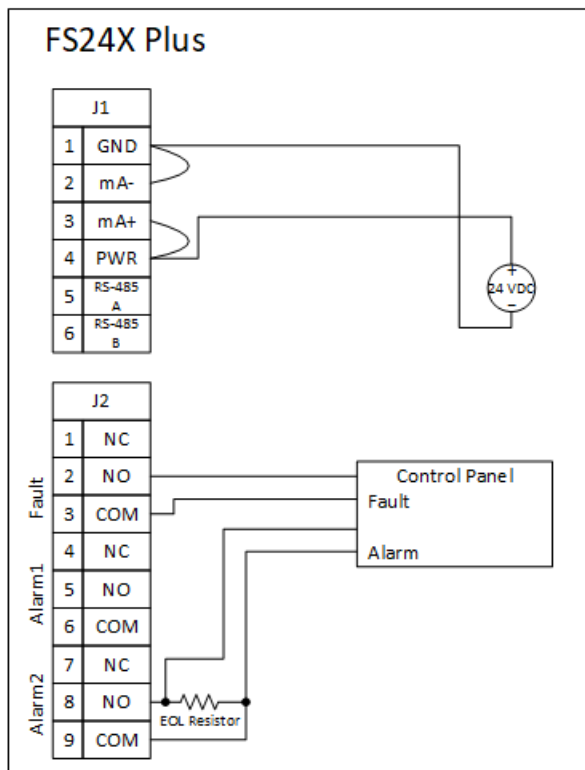 FS24X Plus
J1
1 GND
2 mA-
3 mA+
4 PWR
5 RS-485
A
6 RS-485
B
+
24 VDC
-
J2
1 NC
2 NO
3 COM
4 NC
5 NO
6 COM
7 NC
8 NO
9 COM
Fault
Alarm1
Alarm2
EOL Resistor
Control Panel
Fault
Alarm